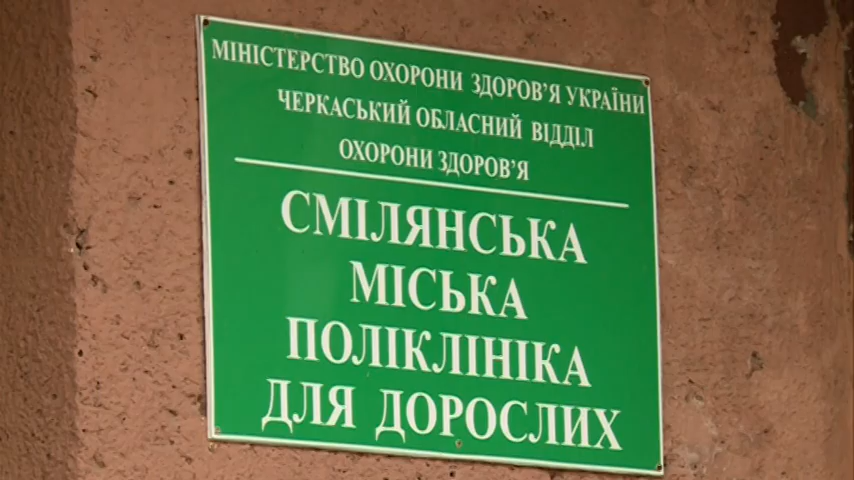 МІНІСТЕРСТВО ОХОРОНИ ЗДОРОВ'Я УКРАЇНИ
ЧЕРКАСЬКИЙ ОБЛАСНИЙ ВІДДІЛ
ОХОРОНИ ЗДОРОВ'Я
СМІЛЯНСЬКА
МІСЬКА
ПОЛІКЛІНІКА
ДЛЯ ДОРОСЛИХ